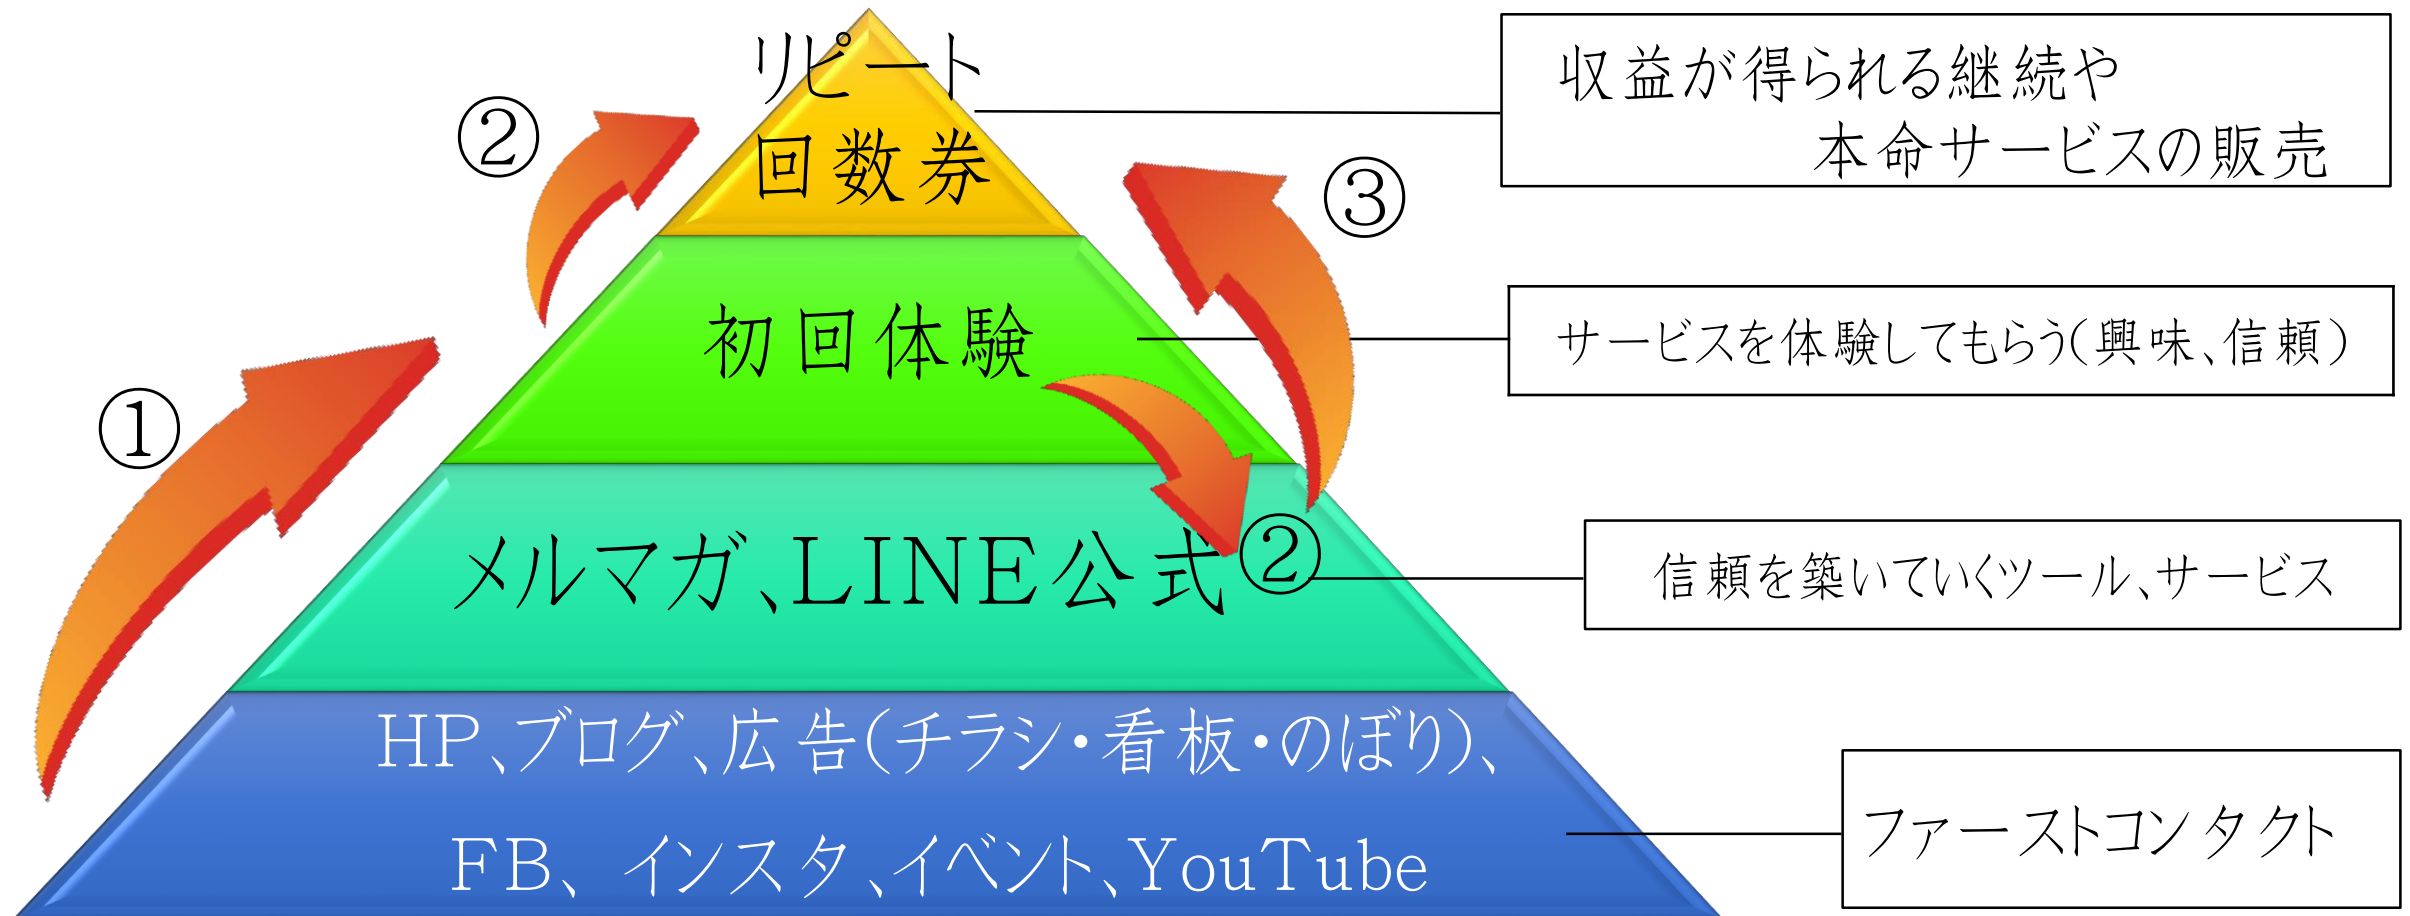 リピート
回数券
収益が得られる継続や
本命サービスの販売
②
③
初回体験
サービスを体験してもらう(興味、信頼)
①
メルマガ、LINE公式
②
信頼を築いていくツール、サービス
HP、ブログ、広告(チラシ・看板・のぼり)、
FB、インスタ、イベント、YouTube
ファーストコンタクト